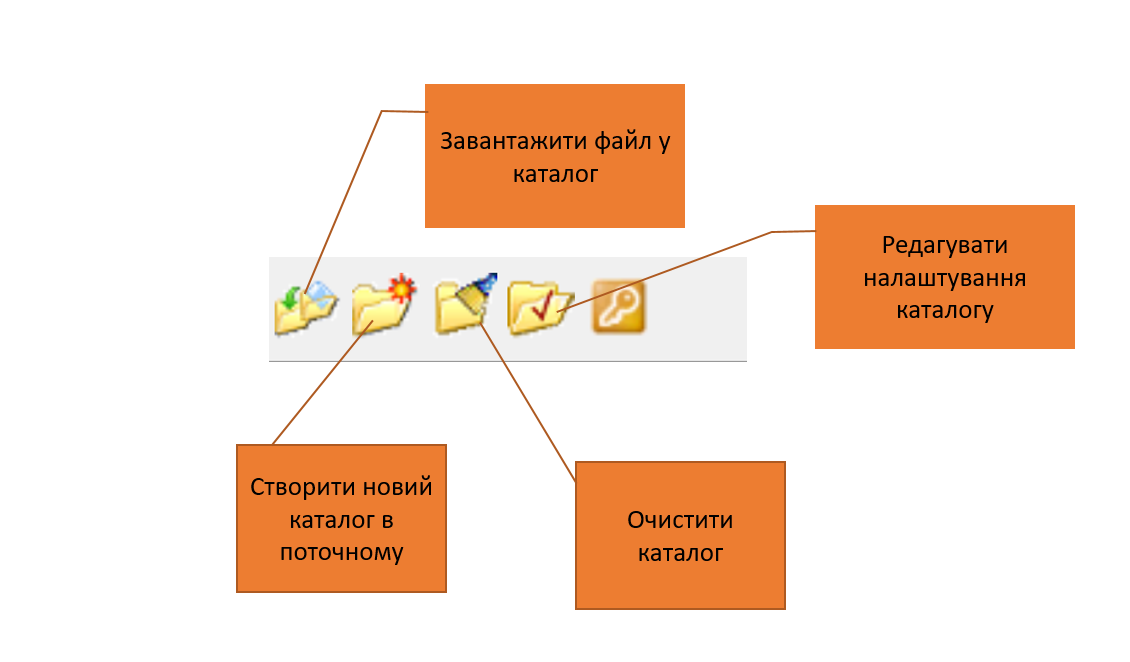 Завантажити файл у
каталог
Редагувати
налаштування
каталогу
Створити новий
каталог в
поточному
Очистити
каталог